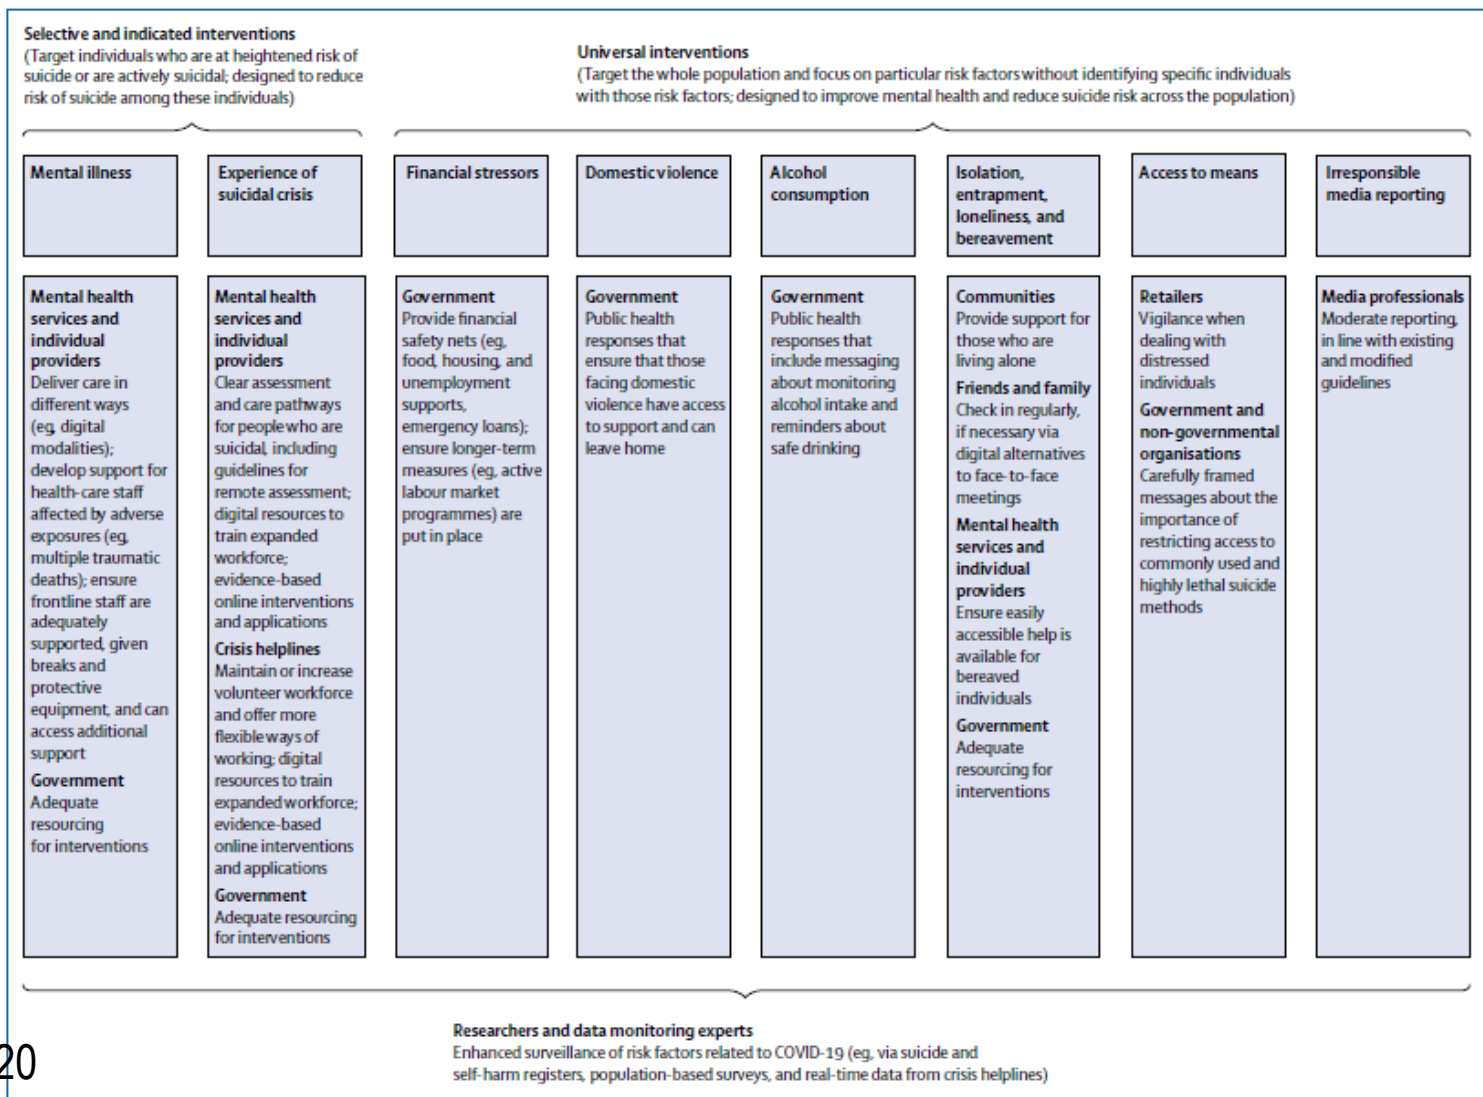 Selective and indicated interventions
(Target individuals who are at heightened risk of
suicide or are actively suicidal; designed to reduce
risk of suicide among these individuals)
Universal interventions
(Target the whole population and focus on particular risk factors without identifying specific individuals
with those risk factors; designed to improve mental health and reduce suicide risk across the population)
Mental illness
Experience of
suicidal crisis
Financial stressors
Domestic violence
Alcohol
consumption
Isolation,
entrapment,
loneliness, and
bereavement
Access to means
Irresponsible
media reporting
Mental health
services and
individual
providers
Deliver care in
different ways
(eg, digital
modalities);
develop support for
health-care staff
affected by adverse
exposures (eg,
multiple traumatic
deaths); ensure
frontline staff are
adequately
supported, given
breaks and
protective
equipment, and can
access additional
support
Government
Adequate
resourcing
for interventions
Mental health
services and
individual
providers
Clear assessment
and care pathways
for people who are
suicidal, including
guidelines for
remote assessment;
digital resources to
train expanded
workforce;
evidence-based
online interventions
and applications
Crisis helplines
Maintain or increase
volunteer workforce
and offer more
flexible ways of
working; digital
resources to train
expanded workforce;
evidence-based
online interventions
and applications
Government
Adequate resourcing
for interventions
Government
Provide financial
safety nets (eg,
food, housing, and
unemployment
supports,
emergency loans);
ensure longer-term
measures (eg, active
labour market
programmes) are
put in place
Government
Public health
responses that
ensure that those
facing domestic
violence have access
to support and can
leave home
Government
Public health
responses that
include messaging
about monitoring
alcohol intake and
reminders about
safe drinking
Communities
Provide support for
those who are
living alone
Friends and family
Check in regularly,
if necessary via
digital alternatives
to face-to-face
meetings
Mental health
services and
individual
providers
Ensure easily
accessible help is
available for
bereaved
individuals
Government
Adequate
resourcing for
interventions
Retailers
Vigilance when
dealing with
distressed
individuals
Government and
non-governmental
organisations
Carefully framed
messages about the
importance of
restricting access to
commonly used and
highly lethal suicide
methods
Media professionals
Moderate reporting,
in line with existing
and modified
guidelines
Researchers and data monitoring experts
Enhanced surveillance of risk factors related to COVID-19 (eg, via suicide and
self-harm registers, population-based surveys, and real-time data from crisis helplines)
20